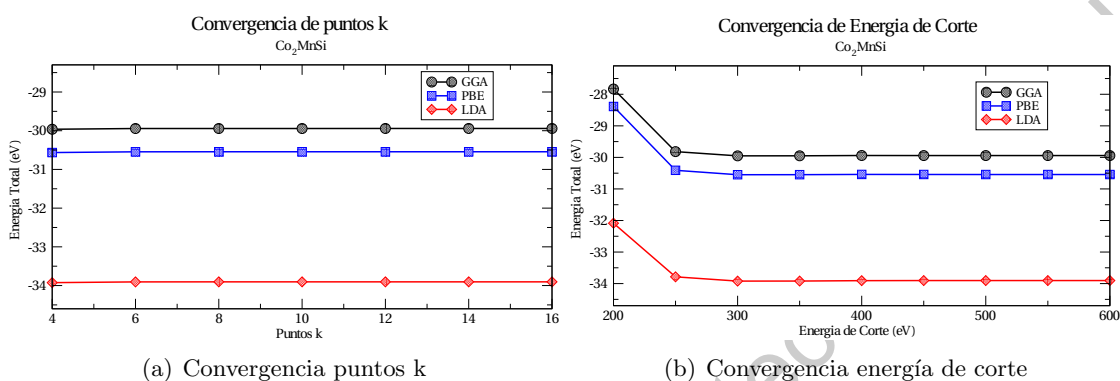 Convergencia de puntos k
Co2MnSi
GGA
PBE
LDA
-29
-30
-31
-32
-33
-34
Energia Total (eV)
4 6 8 10 12 14 16
Puntos k
(a) Convergencia puntos k
Convergencia de Energia de Corte
Co2MnSi
GGA
PBE
LDA
-28
-29
-30
-31
-32
-33
-34
Energia Total (eV)
200 300 400 500 600
Energia de Corte (eV)
(b) Convergencia energía de corte